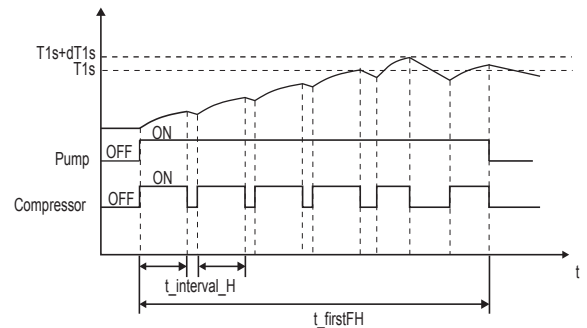 T1s+dT1s
T1s
ON
Pump OFF
ON
Compressor OFF
t
t_interval_H
t_firstFH